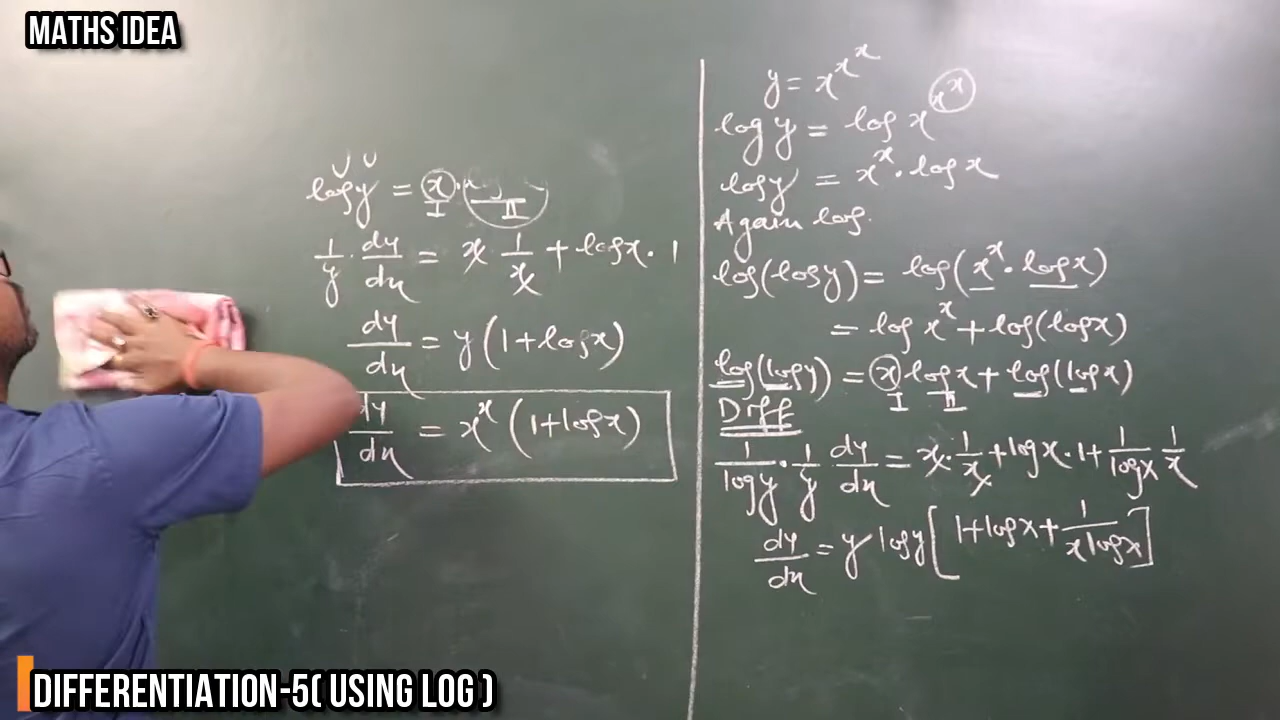 MATHS IDEA
log y = x ·
I II
1/y · dy/dx = x · 1/x + log x · 1
dy/dx = y (1 + log x)
dy/dx = x^x (1 + log x)
y = x^x^x
log y = log x^x^x
log y = x^x · log x
Again log.
log(log y) = log(x^x · log x)
= log x^x + log(log x)
log(log y) = x log x + log(log x)
I II
Diff
1/log y · 1/y dy/dx = x · 1/x + log x · 1 + 1/log x 1/x
dy/dx = y log y [1 + log x + 1/x log x]
DIFFERENTIATION-5( USING LOG )